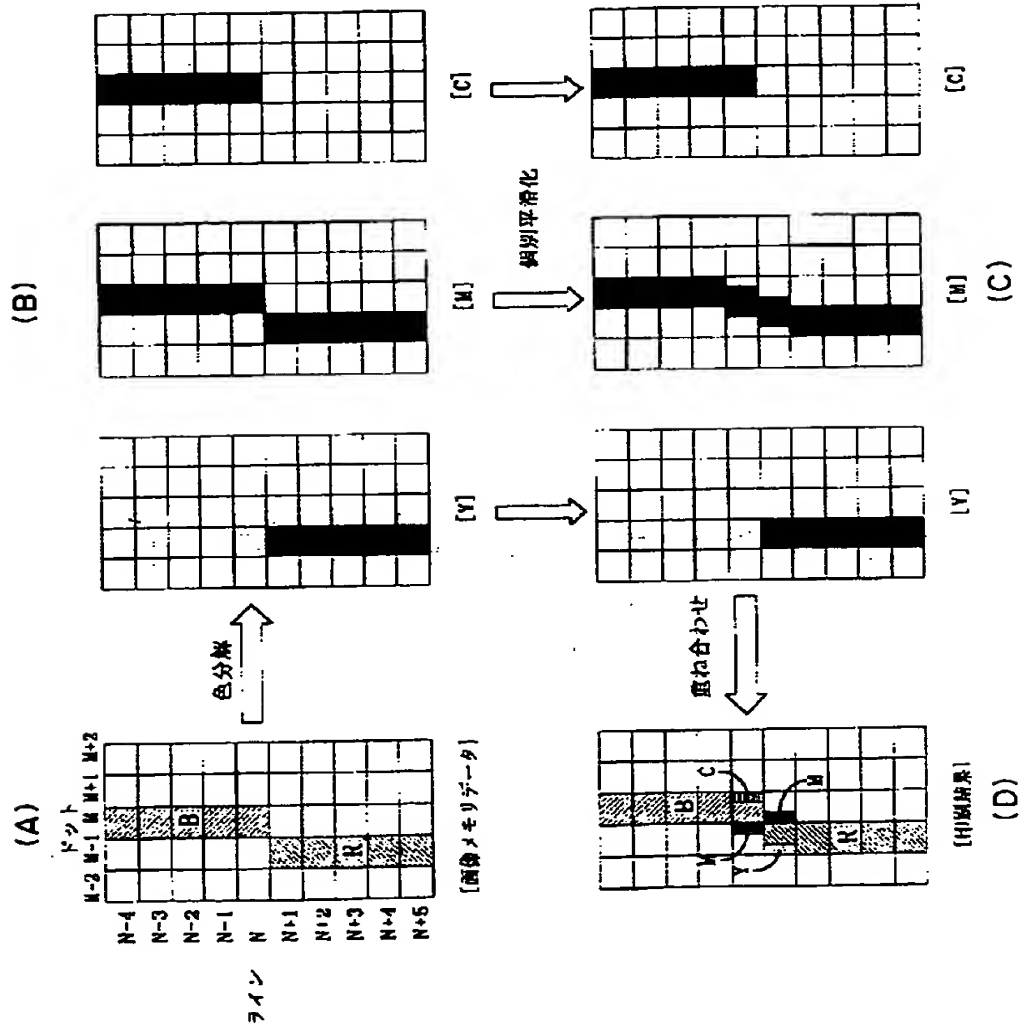 (A)
ドット
M-2 M-1 M M+1 M+2
ライン
N-4
N-3
N-2
N-1
N
N+1
N+2
N+3
N+4
N+5
B
R
[画像メモリデータ]
色分解
(B)
[Y]
[M]
[C]
個別平滑化
[Y]
[M]
[C]
(C)
重ね合わせ
B
C
M
M
Y
R
[印刷結果]
(D)